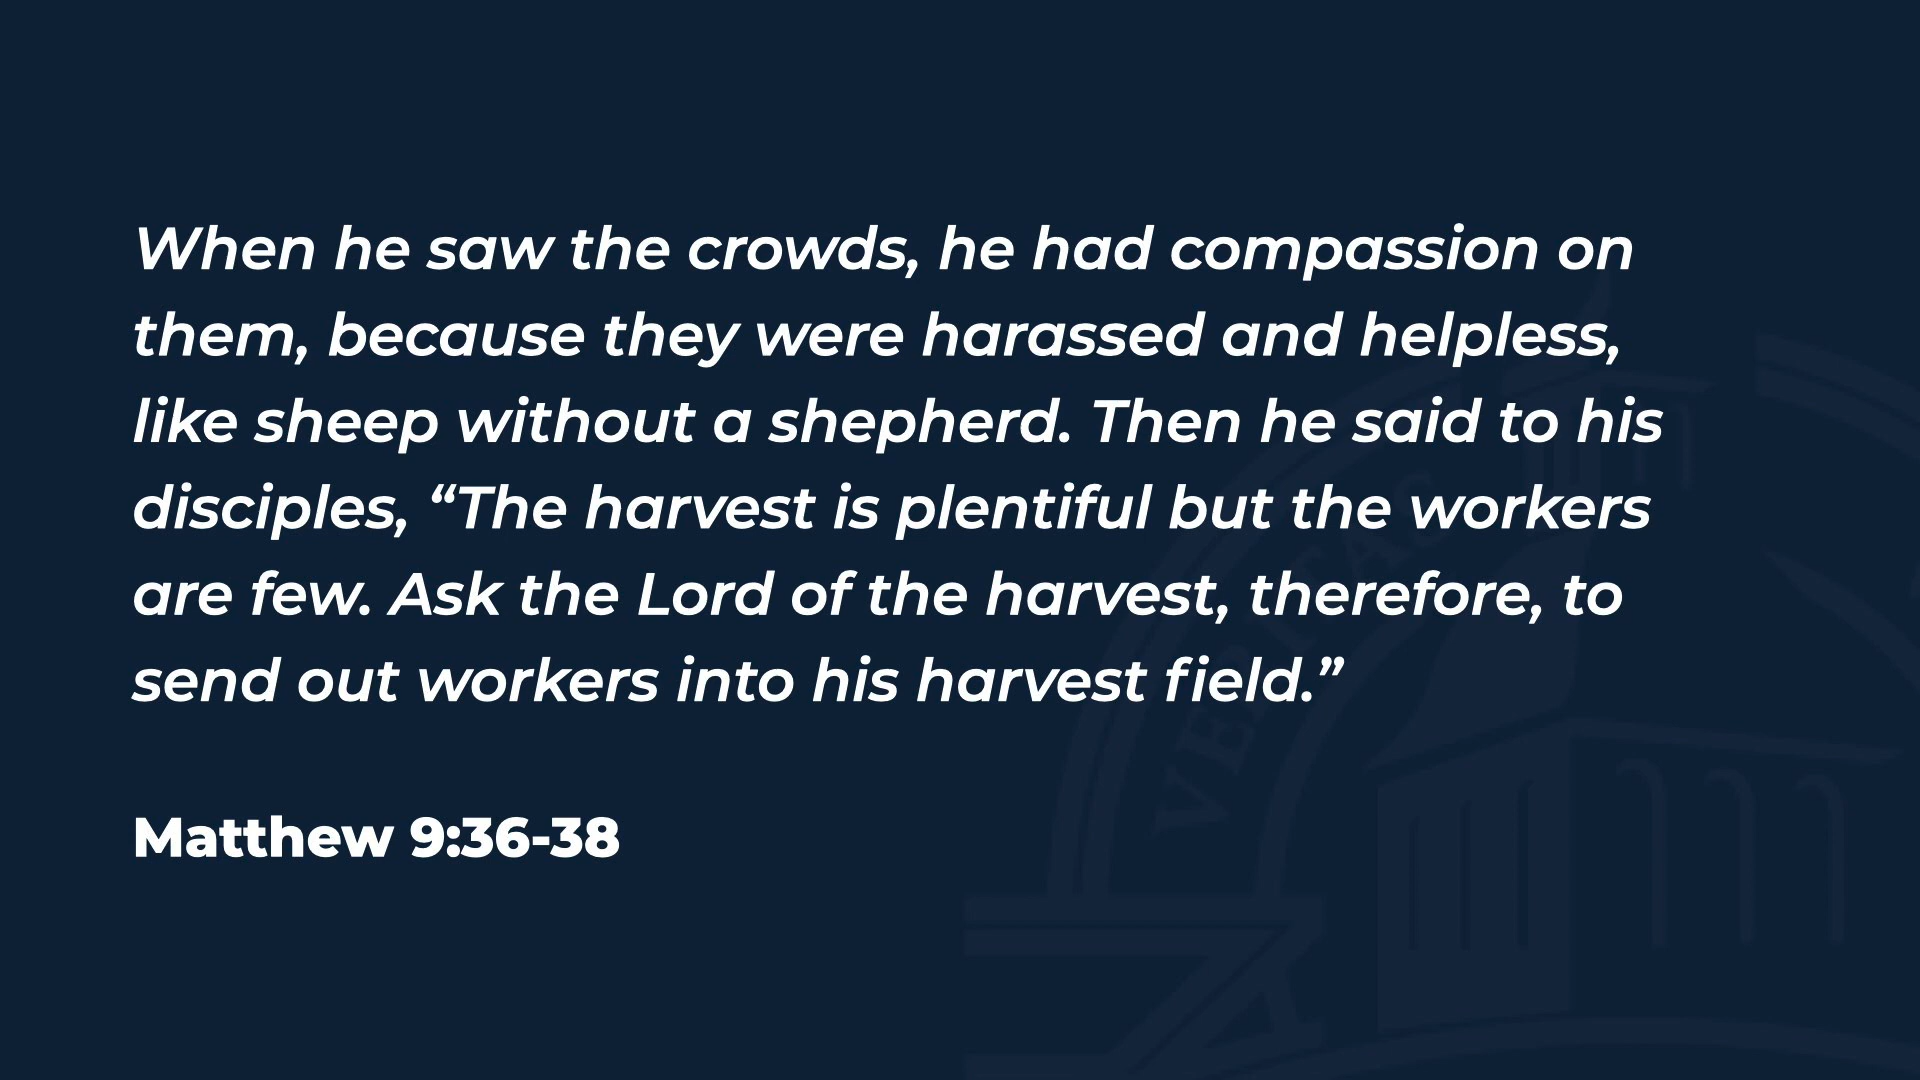 When he saw the crowds, he had compassion on
them, because they were harassed and helpless,
like sheep without a shepherd. Then he said to his
disciples, “The harvest is plentiful but the workers
are few. Ask the Lord of the harvest, therefore, to
send out workers into his harvest field.”
Matthew 9:36-38
VERITAS